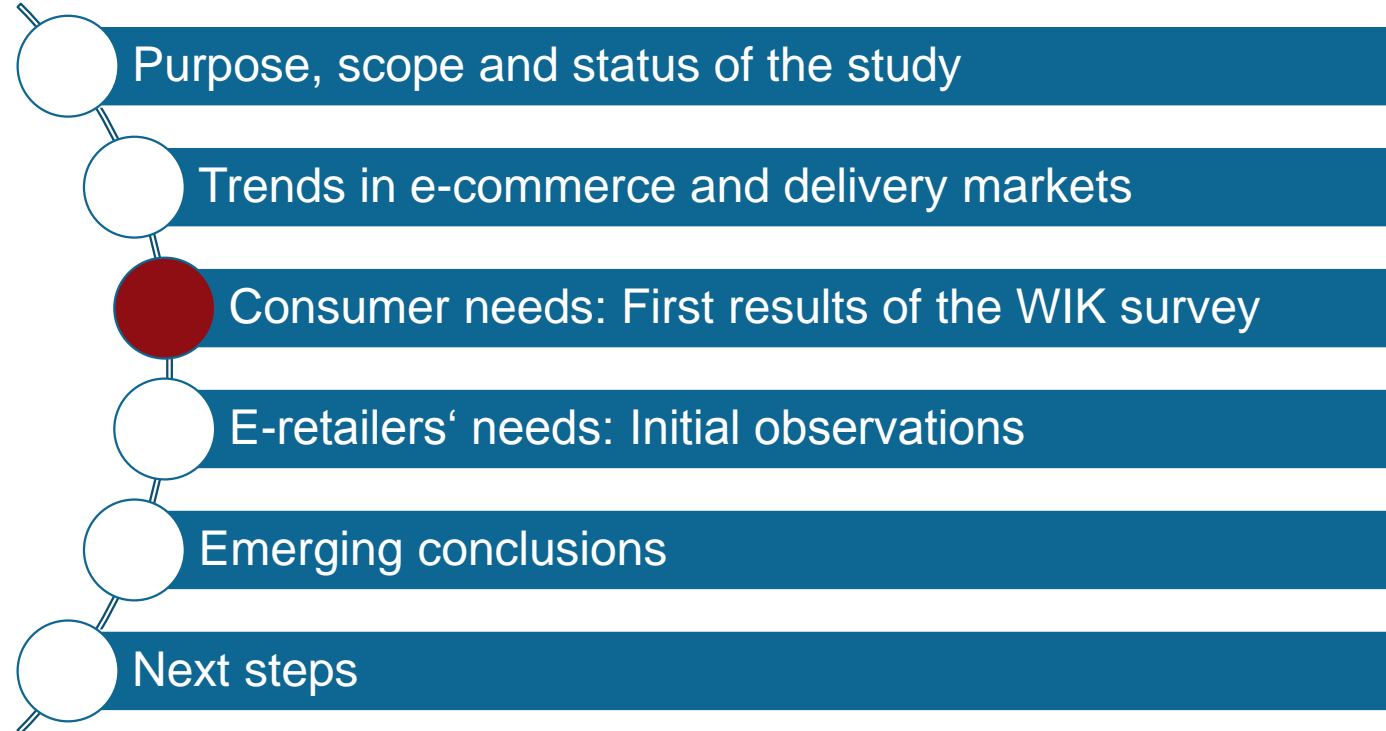 Purpose, scope and status of the study
Trends in e-commerce and delivery markets
Consumer needs: First results of the WIK survey
E-retailers‘ needs: Initial observations
Emerging conclusions
Next steps